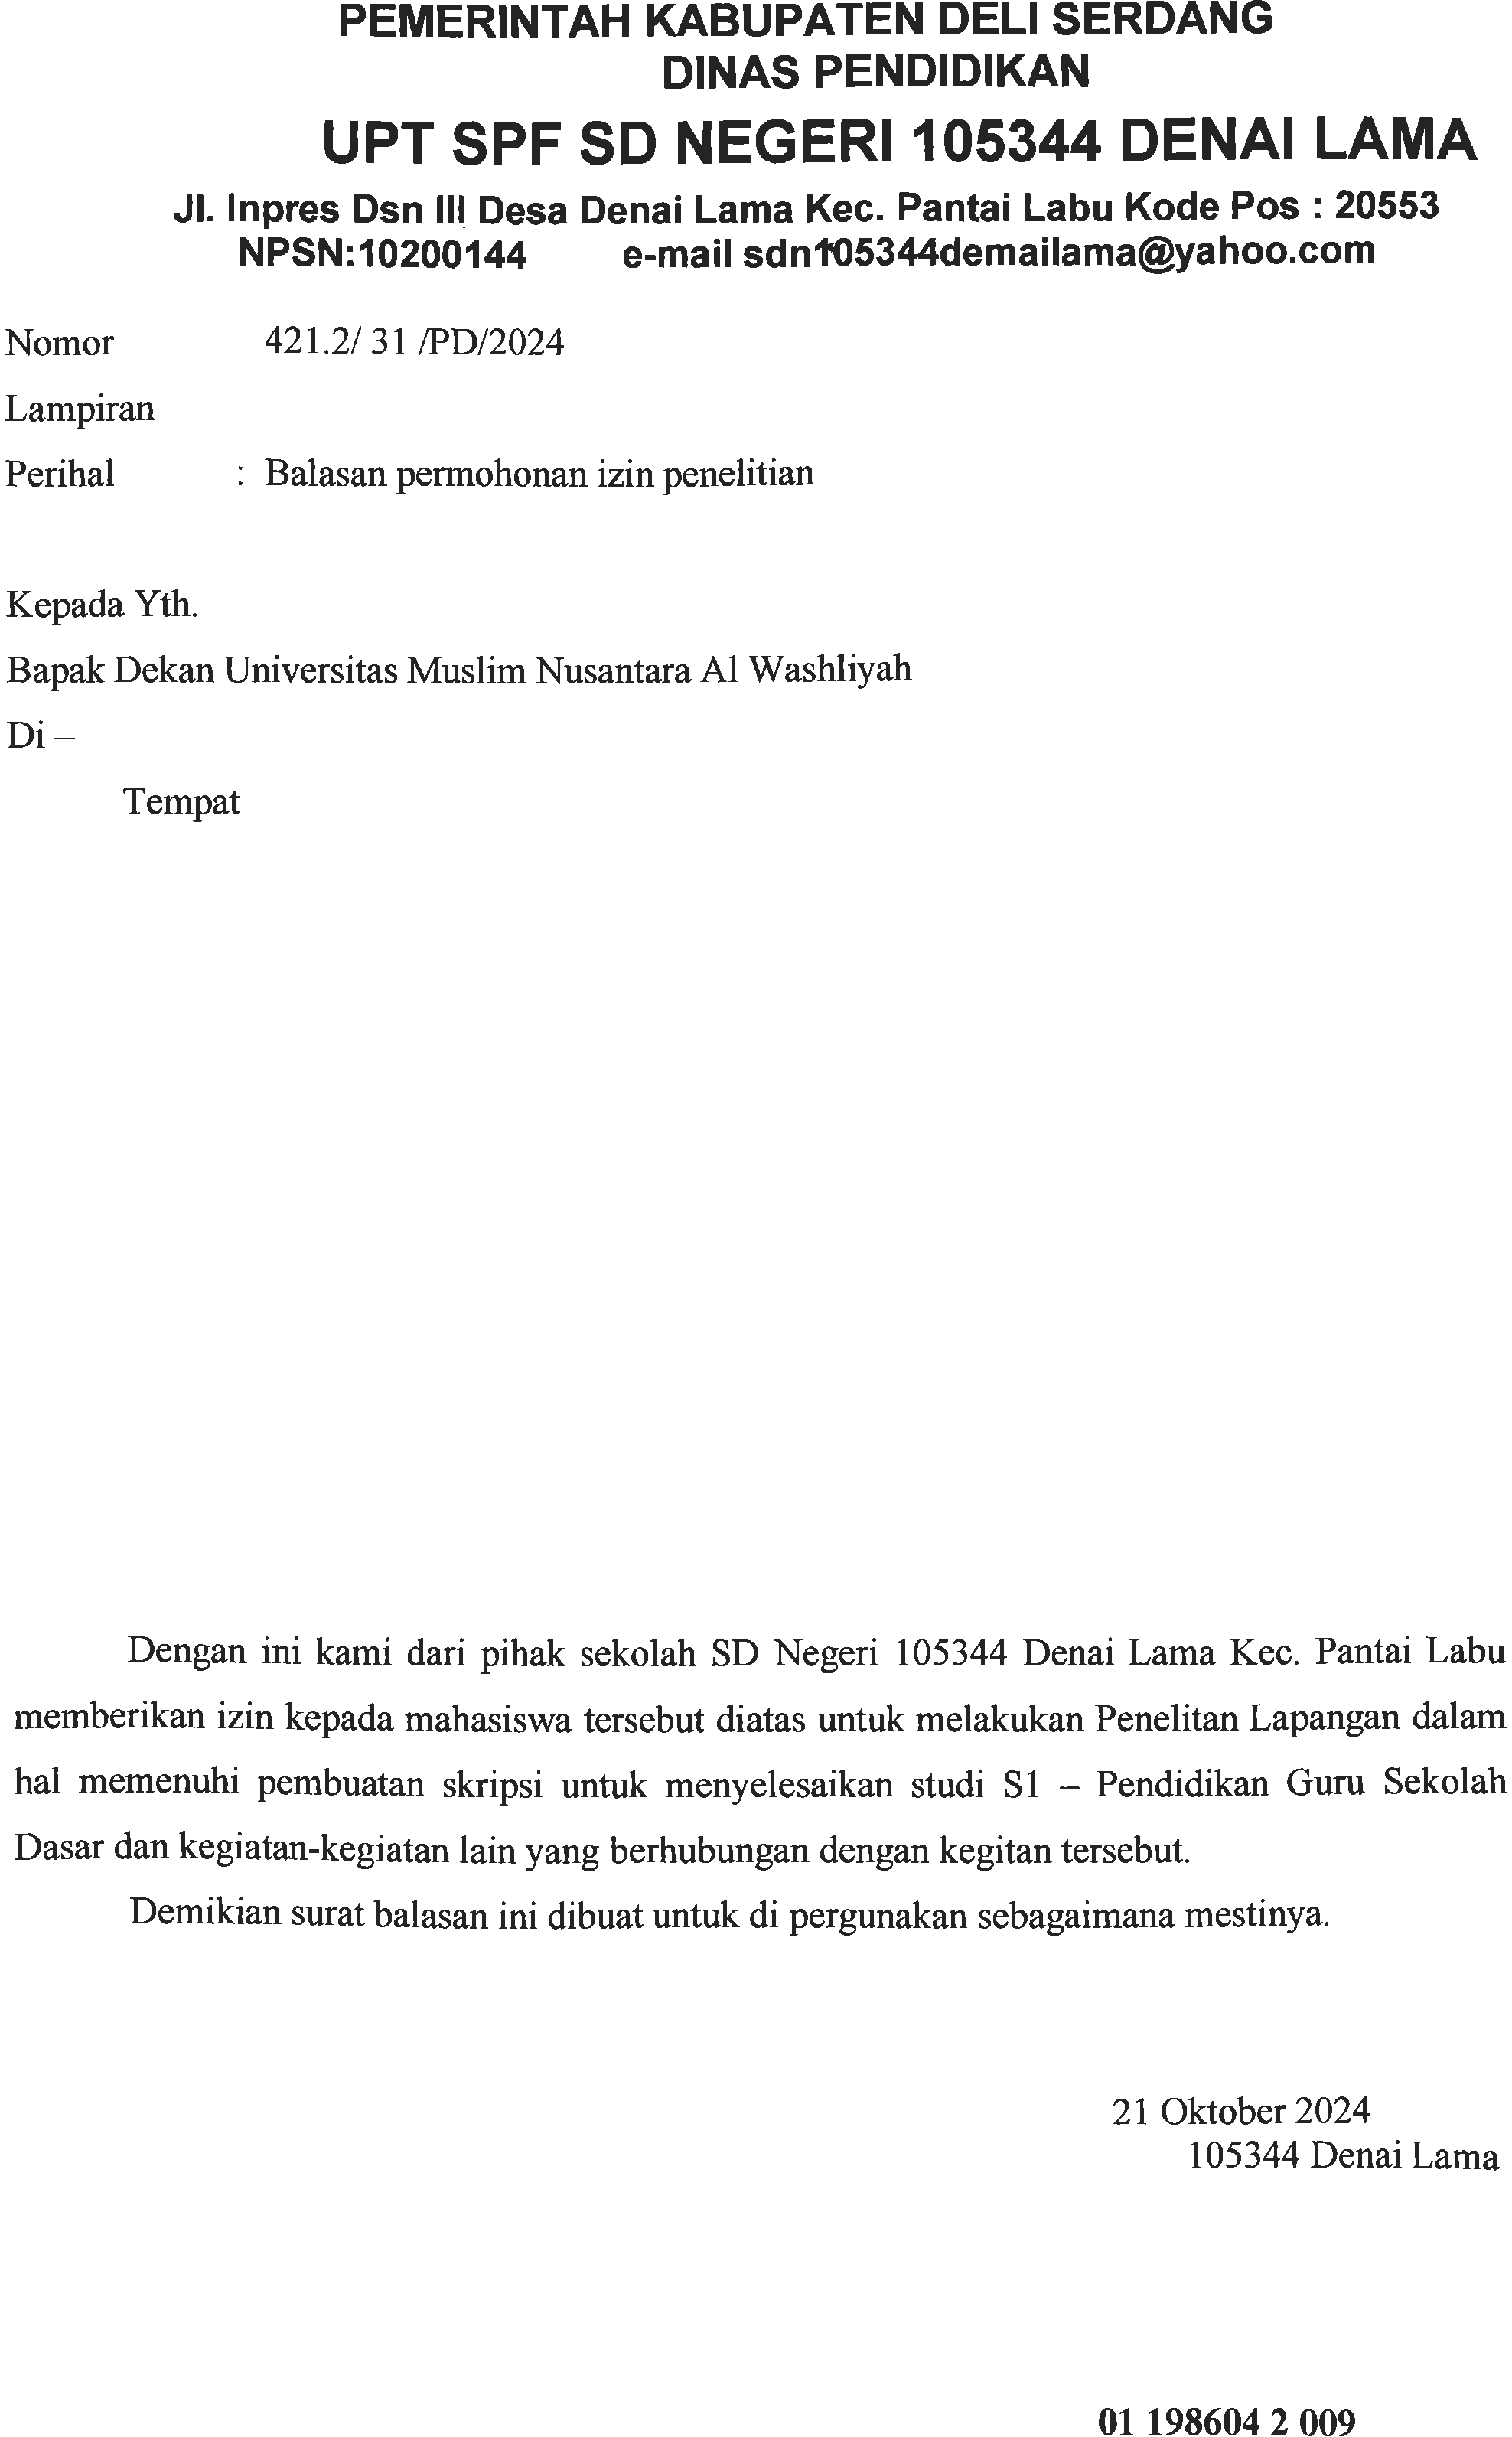 PEMERINTAH KABUPATEN DELI SERDANG
DINAS PENDIDIKAN
UPT SPF SD NEGERI 105344 DENAI LAMA
Jl. Inpres Dsn III Desa Denai Lama Kec. Pantai Labu Kode Pos : 20553
NPSN:10200144 e-mail sdn105344demailama@yahoo.com
Nomor 421.2/ 31 /PD/2024
Lampiran
Perihal : Balasan permohonan izin penelitian
Kepada Yth.
Bapak Dekan Universitas Muslim Nusantara Al Washliyah
Di –
Tempat
Dengan ini kami dari pihak sekolah SD Negeri 105344 Denai Lama Kec. Pantai Labu
memberikan izin kepada mahasiswa tersebut diatas untuk melakukan Penelitan Lapangan dalam
hal memenuhi pembuatan skripsi untuk menyelesaikan studi S1 – Pendidikan Guru Sekolah
Dasar dan kegiatan-kegiatan lain yang berhubungan dengan kegitan tersebut.
Demikian surat balasan ini dibuat untuk di pergunakan sebagaimana mestinya.
21 Oktober 2024
105344 Denai Lama
01 198604 2 009